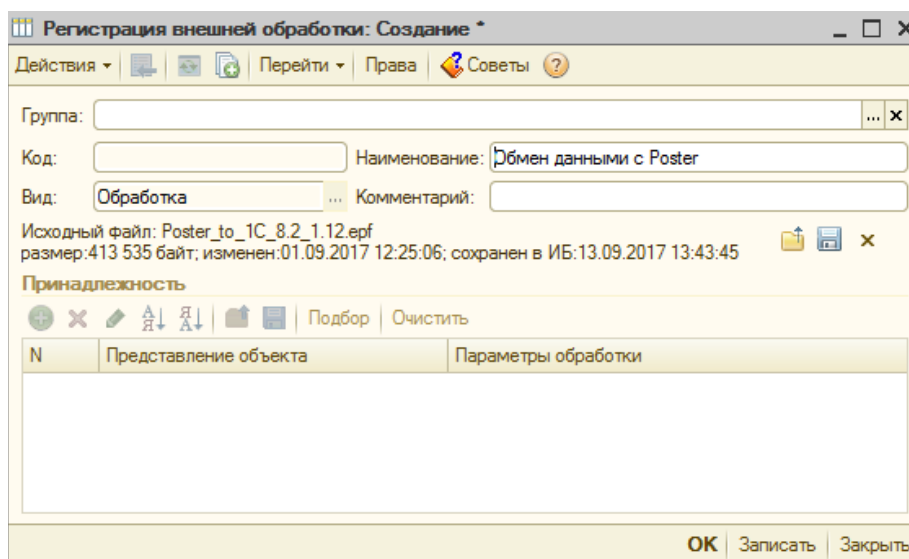 Регистрация внешней обработки: Создание *
Действия Перейти Права Советы ?
Группа: ...
Код: Наименование: Обмен данными с Poster
Вид: Обработка ... Комментарий:
Исходный файл: Poster_to_1C_8.2_1.12.epf
размер:413 535 байт; изменен:01.09.2017 12:25:06; сохранен в ИБ:13.09.2017 13:43:45
Принадлежность
Подбор Очистить
N Представление объекта Параметры обработки
OK Записать Закрыть